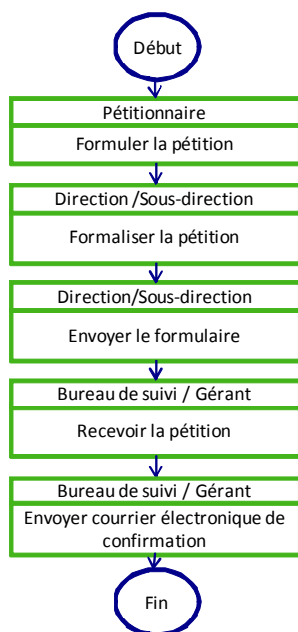 Début
Pétitionnaire
Formuler la pétition
Direction /Sous-direction
Formaliser la pétition
Direction/Sous-direction
Envoyer le formulaire
Bureau de suivi / Gérant
Recevoir la pétition
Bureau de suivi / Gérant
Envoyer courrier électronique de
confirmation
Fin